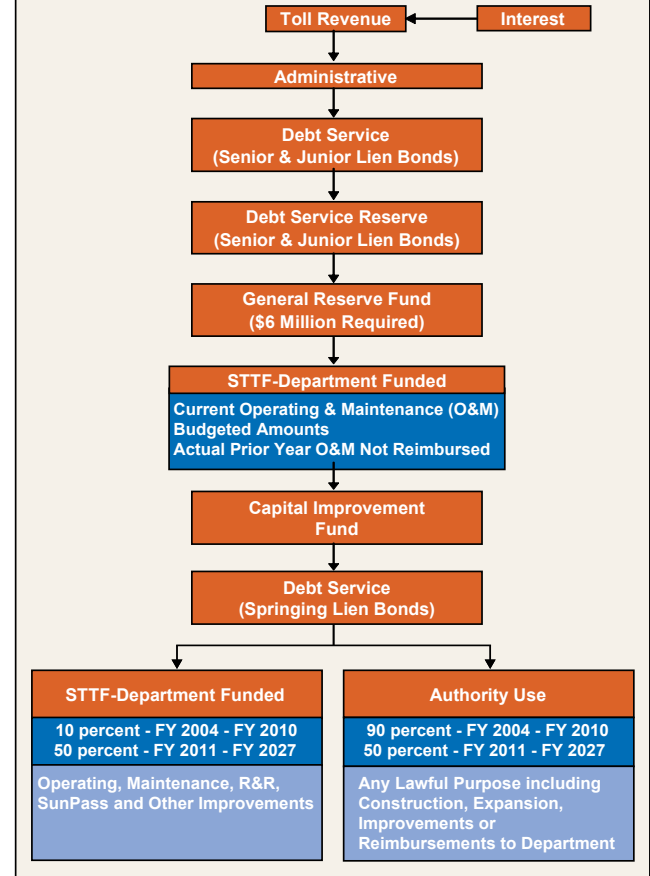 Toll Revenue
Interest
Administrative
Debt Service
(Senior & Junior Lien Bonds)
Debt Service Reserve
(Senior & Junior Lien Bonds)
General Reserve Fund
($6 Million Required)
STTF-Department Funded
Current Operating & Maintenance (O&M)
Budgeted Amounts
Actual Prior Year O&M Not Reimbursed
Capital Improvement
Fund
Debt Service
(Springing Lien Bonds)
STTF-Department Funded
10 percent - FY 2004 - FY 2010
50 percent - FY 2011 - FY 2027
Operating, Maintenance, R&R,
SunPass and Other Improvements
Authority Use
90 percent - FY 2004 - FY 2010
50 percent - FY 2011 - FY 2027
Any Lawful Purpose including
Construction, Expansion,
Improvements or
Reimbursements to Department